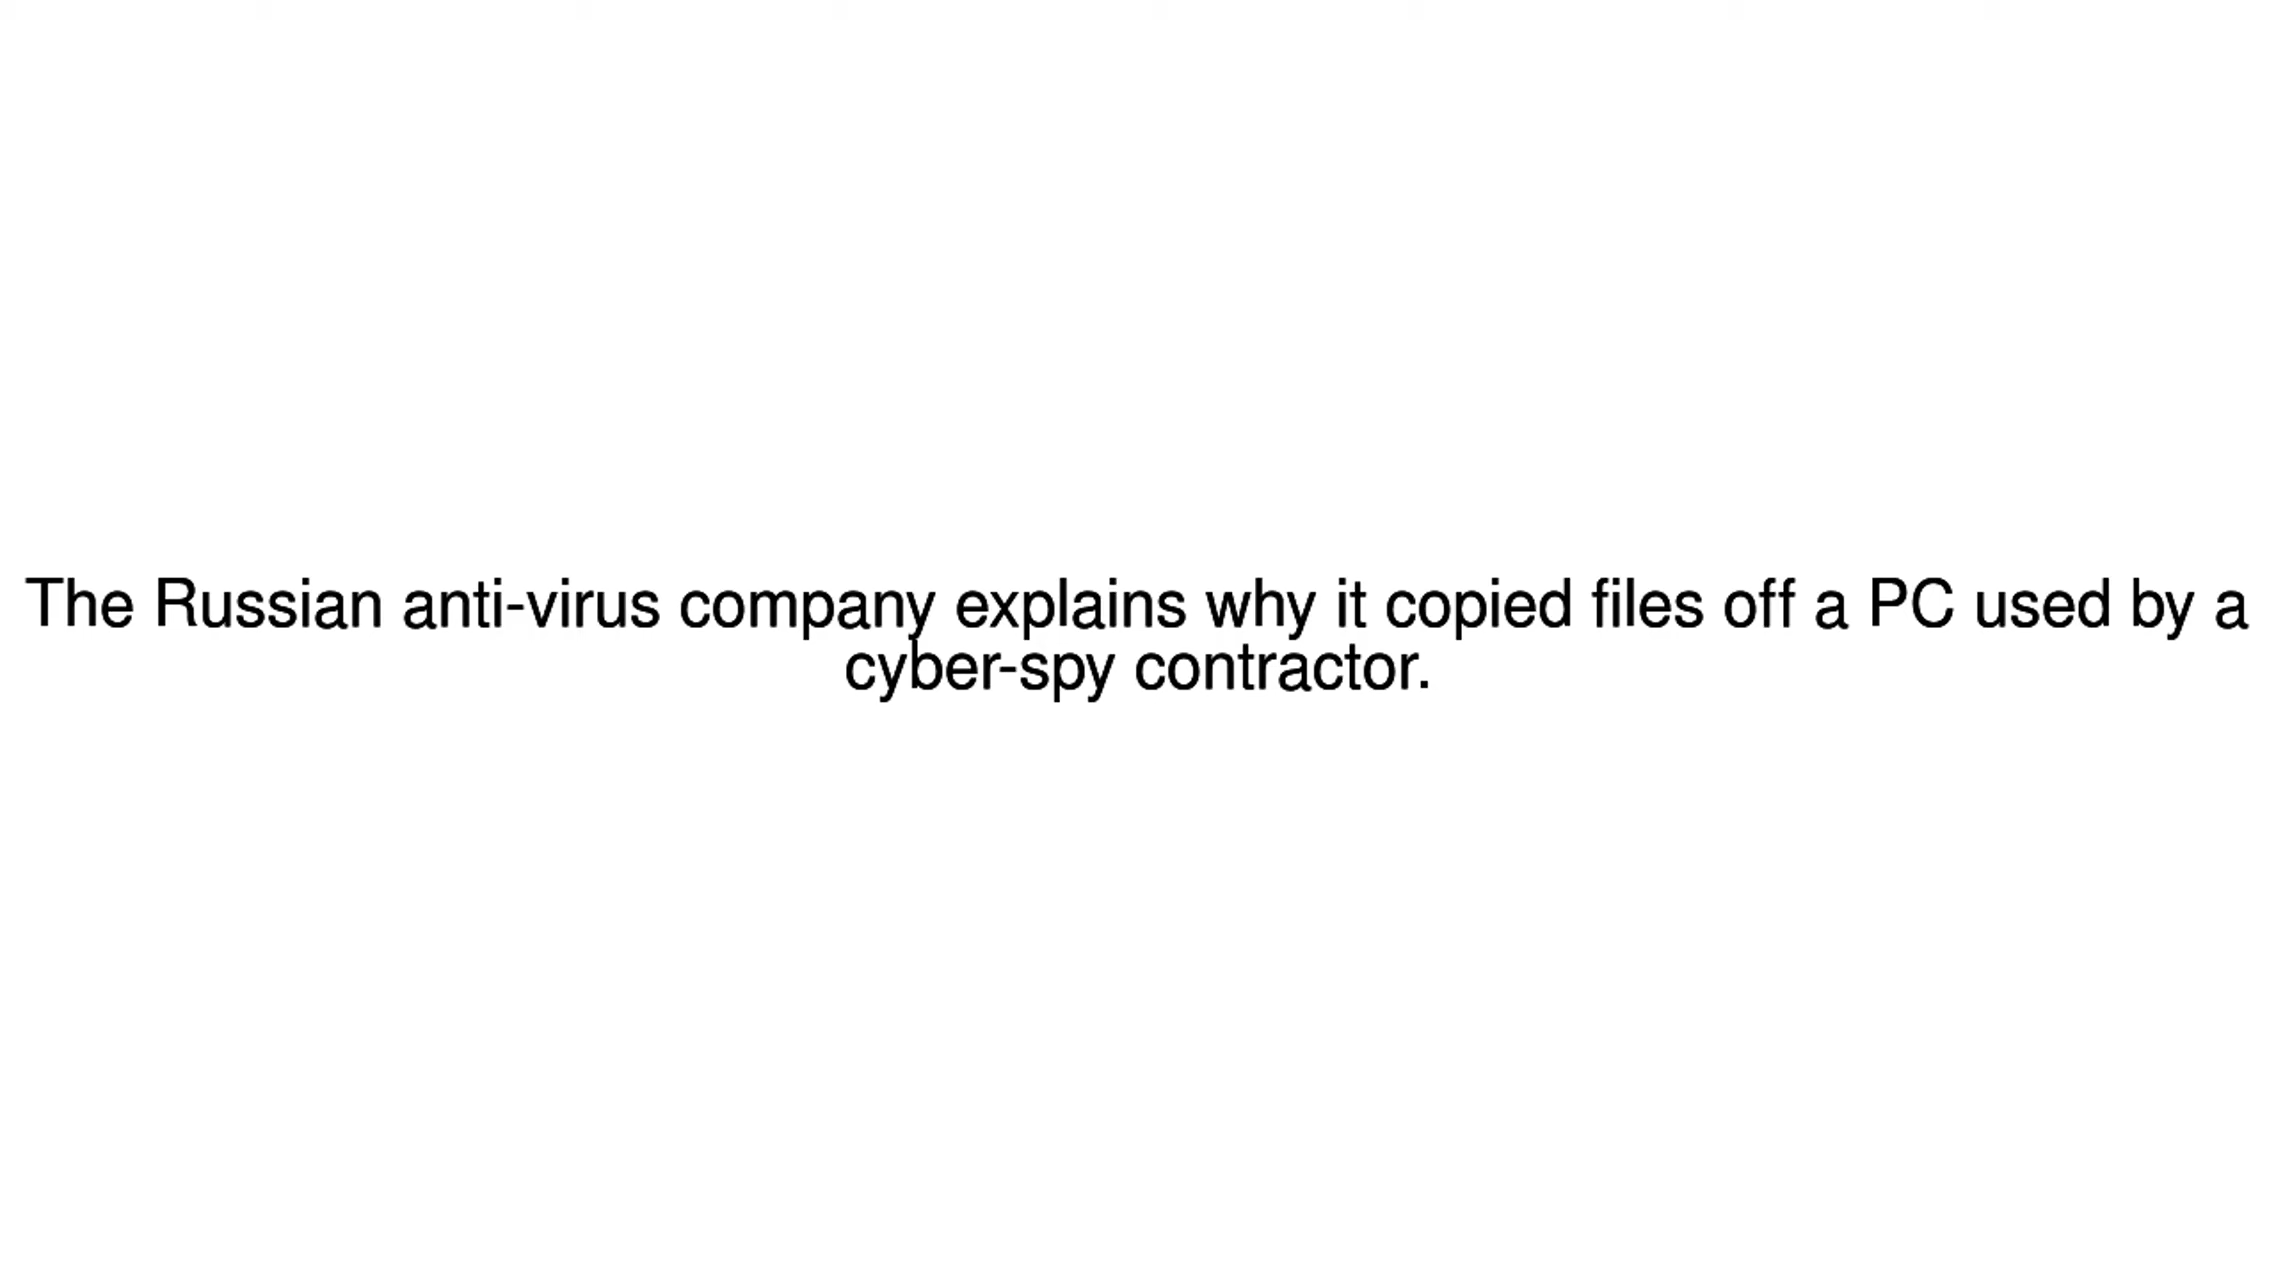 The Russian anti-virus company explains why it copied files off a PC used by a
cyber-spy contractor.